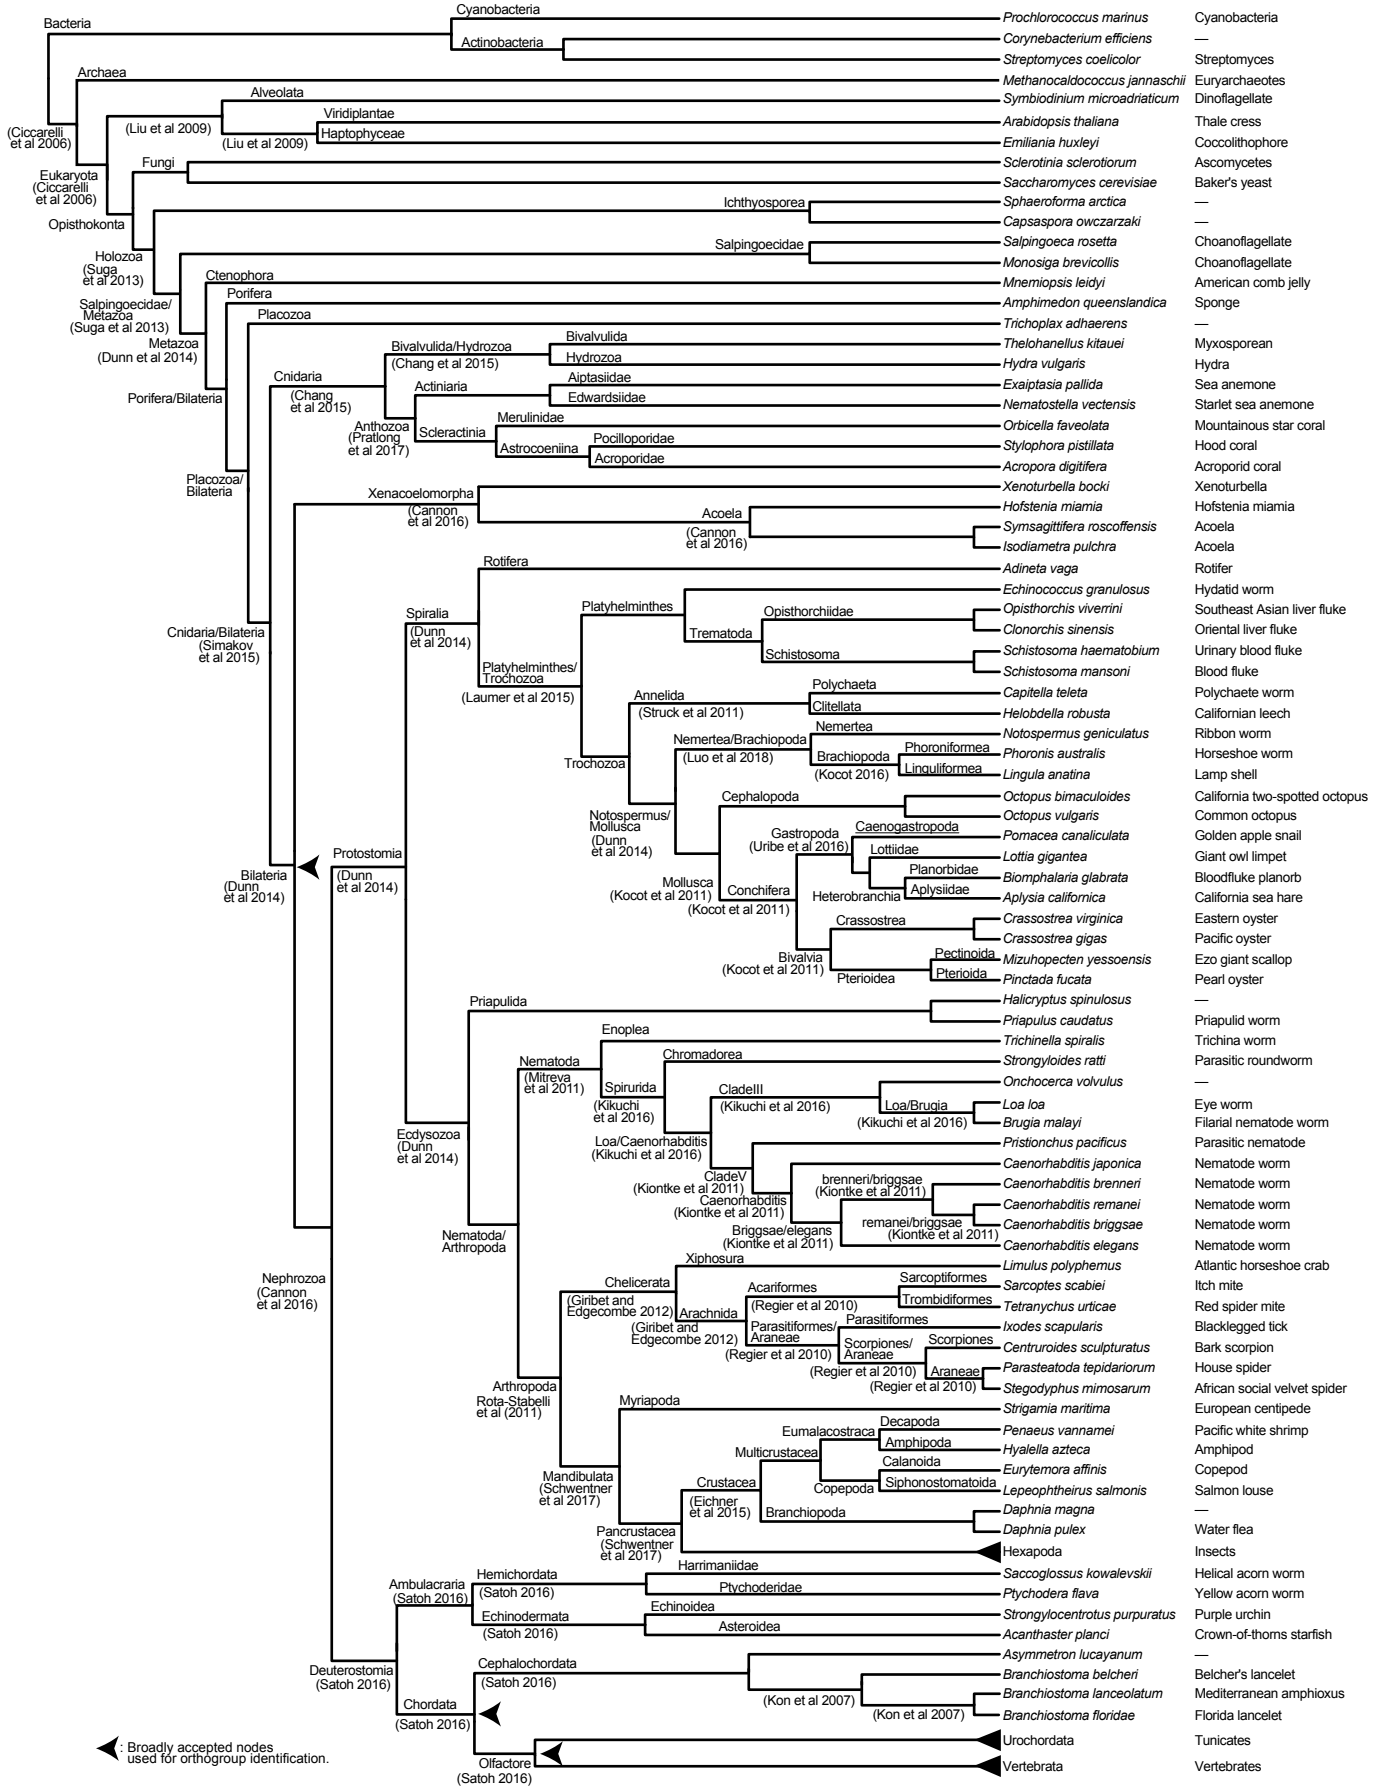 Cyanobacteria
Bacteria
Prochlorococcus marinus Cyanobacteria
Actinobacteria
Corynebacterium efficiens —
Streptomyces coelicolor Streptomyces
Archaea
Methanocaldococcus jannaschii Euryarchaeotes
Alveolata
Symbiodinium microadriaticum Dinoflagellate
(Ciccarelli
et al 2006)
(Liu et al 2009)
Viridiplantae
Arabidopsis thaliana Thale cress
Haptophyceae
(Liu et al 2009)
Emiliania huxleyi Coccolithophore
Fungi
Sclerotinia sclerotiorum Ascomycetes
Eukaryota
(Ciccarelli
et al 2006)
Saccharomyces cerevisiae Baker's yeast
Ichthyosporea
Sphaeroforma arctica —
Opisthokonta
Capsaspora owczarzaki —
Salpingoecidae
Salpingoeca rosetta Choanoflagellate
Holozoa
(Suga
et al 2013)
Monosiga brevicollis Choanoflagellate
Ctenophora
Mnemiopsis leidyi American comb jelly
Porifera
Salpingoecidae/
Metazoa
(Suga et al 2013)
Amphimedon queenslandica Sponge
Placozoa
Trichoplax adhaerens —
Metazoa
(Dunn et al 2014)
Bivalvulida/Hydrozoa
(Chang et al 2015)
Bivalvulida
Thelohanellus kitauei Myxosporean
Hydrozoa
Hydra vulgaris Hydra
Cnidaria
(Chang
et al 2015)
Actiniaria
Aiptasiidae
Exaiptasia pallida Sea anemone
Porifera/Bilateria
Edwardsiidae
Nematostella vectensis Starlet sea anemone
Anthozoa
(Pratlong
et al 2017)
Merulinidae
Orbicella faveolata Mountainous star coral
Scleractinia
Astrocoeniina
Pocilloporidae
Stylophora pistillata Hood coral
Acroporidae
Acropora digitifera Acroporid coral
Placozoa/
Bilateria
Xenacoelomorpha
(Cannon
et al 2016)
Xenoturbella bocki Xenoturbella
Hofstenia miamia Hofstenia miamia
Acoela
(Cannon
et al 2016)
Symsagittifera roscoffensis Acoela
Isodiametra pulchra Acoela
Rotifera
Adineta vaga Rotifer
Spiralia
(Dunn
et al 2014)
Platyhelminthes
Echinococcus granulosus Hydatid worm
Opisthorchiidae
Opisthorchis viverrini Southeast Asian liver fluke
Trematoda
Clonorchis sinensis Oriental liver fluke
Cnidaria/Bilateria
(Simakov
et al 2015)
Schistosoma
Schistosoma haematobium Urinary blood fluke
Schistosoma mansoni Blood fluke
Platyhelminthes/
Trochozoa
(Laumer et al 2015)
Annelida
(Struck et al 2011)
Polychaeta
Capitella teleta Polychaete worm
Clitellata
Helobdella robusta Californian leech
Nemertea
Notospermus geniculatus Ribbon worm
Nemertea/Brachiopoda
(Luo et al 2018)
Trochozoa
Brachiopoda
(Kocot 2016)
Phoroniformea
Phoronis australis Horseshoe worm
Linguliformea
Lingula anatina Lamp shell
Cephalopoda
Octopus bimaculoides California two-spotted octopus
Octopus vulgaris Common octopus
Notospermus/
Mollusca
(Dunn
et al 2014)
Gastropoda
(Uribe et al 2016)
Caenogastropoda
Pomacea canaliculata Golden apple snail
Lottiidae
Lottia gigantea Giant owl limpet
Planorbidae
Biomphalaria glabrata Bloodfluke planorb
Aplysiidae
Heterobranchia
Aplysia californica California sea hare
Protostomia
(Dunn
et al 2014)
Bilateria
(Dunn
et al 2014)
Mollusca
(Kocot et al 2011)
Conchifera
(Kocot et al 2011)
Crassostrea
Crassostrea virginica Eastern oyster
Crassostrea gigas Pacific oyster
Bivalvia
(Kocot et al 2011)
Pectinoida
Mizuhopecten yessoensis Ezo giant scallop
Pterioidea
Pterioida
Pinctada fucata Pearl oyster
Priapulida
Halicryptus spinulosus —
Priapulus caudatus Priapulid worm
Enoplea
Trichinella spiralis Trichina worm
Nematoda
(Mitreva
et al 2011)
Chromadorea
Strongyloides ratti Parasitic roundworm
Spirurida
(Kikuchi
et al 2016)
CladeIII
(Kikuchi et al 2016)
Onchocerca volvulus —
Loa/Brugia
(Kikuchi et al 2016)
Loa loa Eye worm
Brugia malayi Filarial nematode worm
Ecdysozoa
(Dunn
et al 2014)
Loa/Caenorhabditis
(Kikuchi et al 2016)
Pristionchus pacificus Parasitic nematode
CladeV
(Kiontke et al 2011)
Caenorhabditis japonica Nematode worm
Caenorhabditis
(Kiontke et al 2011)
brenneri/briggsae
(Kiontke et al 2011)
Caenorhabditis brenneri Nematode worm
Caenorhabditis remanei Nematode worm
remanei/briggsae
(Kiontke et al 2011)
Caenorhabditis briggsae Nematode worm
Briggsae/elegans
(Kiontke et al 2011)
Caenorhabditis elegans Nematode worm
Nematoda/
Arthropoda
Xiphosura
Limulus polyphemus Atlantic horseshoe crab
Nephrozoa
(Cannon
et al 2016)
Chelicerata
(Giribet and
Edgecombe 2012)
Acariformes
(Regier et al 2010)
Sarcoptiformes
Sarcoptes scabiei Itch mite
Trombidiformes
Tetranychus urticae Red spider mite
Arachnida
(Giribet and
Edgecombe 2012)
Parasitiformes/
Araneae
(Regier et al 2010)
Parasitiformes
Ixodes scapularis Blacklegged tick
Scorpiones/
Araneae
(Regier et al 2010)
Scorpiones
Centruroides sculpturatus Bark scorpion
Araneae
(Regier et al 2010)
Parasteatoda tepidariorum House spider
Stegodyphus mimosarum African social velvet spider
Arthropoda
Rota-Stabelli
et al (2011)
Myriapoda
Strigamia maritima European centipede
Eumalacostraca
Decapoda
Penaeus vannamei Pacific white shrimp
Amphipoda
Hyalella azteca Amphipod
Multicrustacea
Calanoida
Eurytemora affinis Copepod
Copepoda
Siphonostomatoida
Lepeophtheirus salmonis Salmon louse
Mandibulata
(Schwentner
et al 2017)
Crustacea
(Eichner
et al 2015)
Branchiopoda
Daphnia magna —
Daphnia pulex Water flea
Pancrustacea
(Schwentner
et al 2017)
Hexapoda Insects
Harrimaniidae
Saccoglossus kowalevskii Helical acorn worm
Ambulacraria
(Satoh 2016)
Hemichordata
(Satoh 2016)
Ptychoderidae
Ptychodera flava Yellow acorn worm
Echinodermata
(Satoh 2016)
Echinoidea
Strongylocentrotus purpuratus Purple urchin
Asteroidea
Acanthaster planci Crown-of-thorns starfish
Asymmetron lucayanum —
Deuterostomia
(Satoh 2016)
Cephalochordata
(Satoh 2016)
Branchiostoma belcheri Belcher's lancelet
(Kon et al 2007)
Branchiostoma lanceolatum Mediterranean amphioxus
(Kon et al 2007)
Branchiostoma floridae Florida lancelet
Chordata
(Satoh 2016)
Urochordata Tunicates
Olfactore
(Satoh 2016)
Vertebrata Vertebrates
: Broadly accepted nodes
used for orthogroup identification.